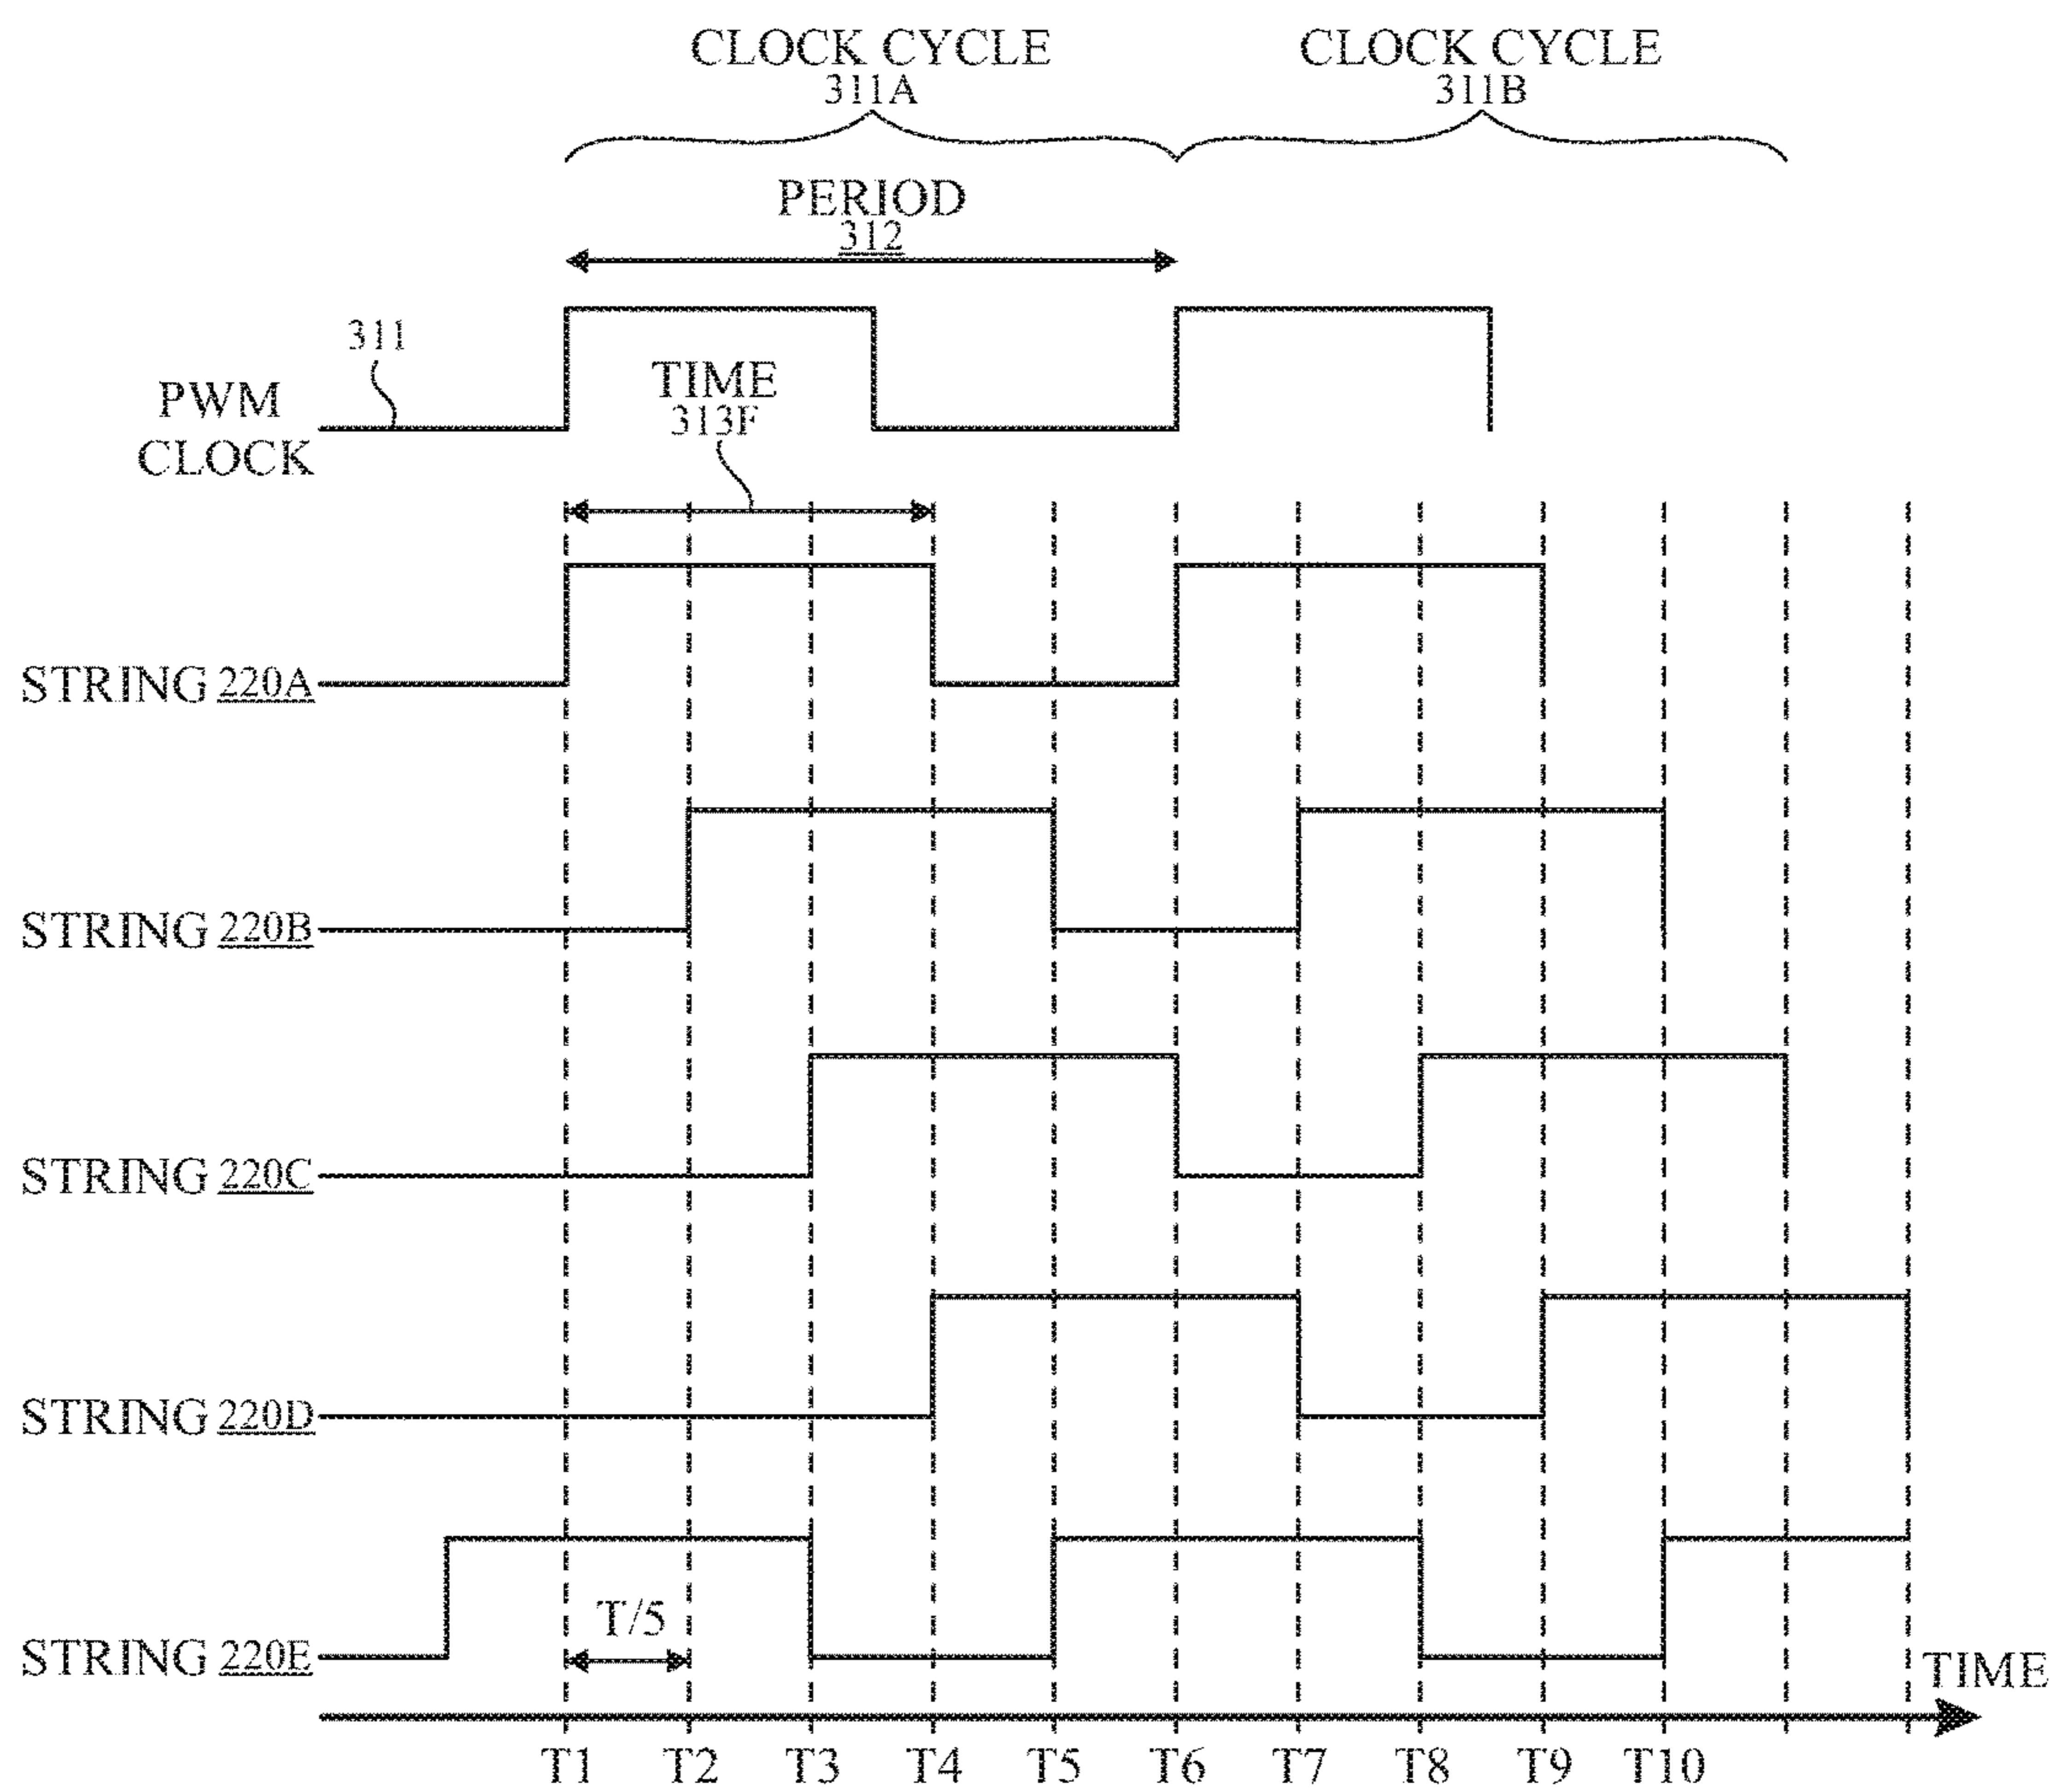 CLOCK CYCLE
311A
CLOCK CYCLE
311B
PERIOD
312
311
PWM
CLOCK
TIME
313F
STRING 220A
STRING 220B
STRING 220C
STRING 220D
STRING 220E
T/5
TIME
T1 T2 T3 T4 T5 T6 T7 T8 T9 T10